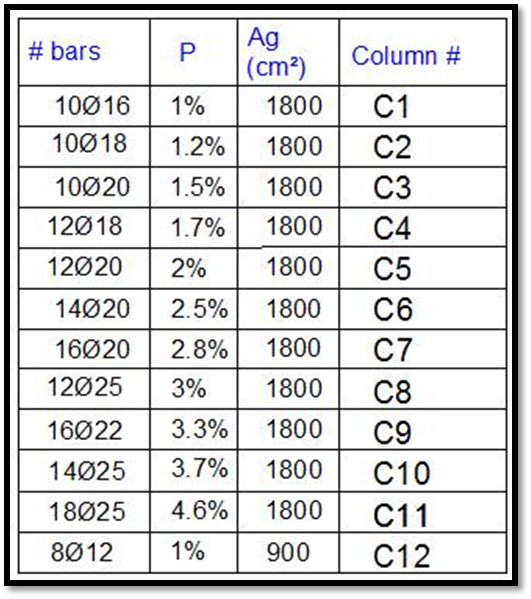 # bars P Ag (cm²) Column #
10Ø16 1% 1800 C1
10Ø18 1.2% 1800 C2
10Ø20 1.5% 1800 C3
12Ø18 1.7% 1800 C4
12Ø20 2% 1800 C5
14Ø20 2.5% 1800 C6
16Ø20 2.8% 1800 C7
12Ø25 3% 1800 C8
16Ø22 3.3% 1800 C9
14Ø25 3.7% 1800 C10
18Ø25 4.6% 1800 C11
8Ø12 1% 900 C12